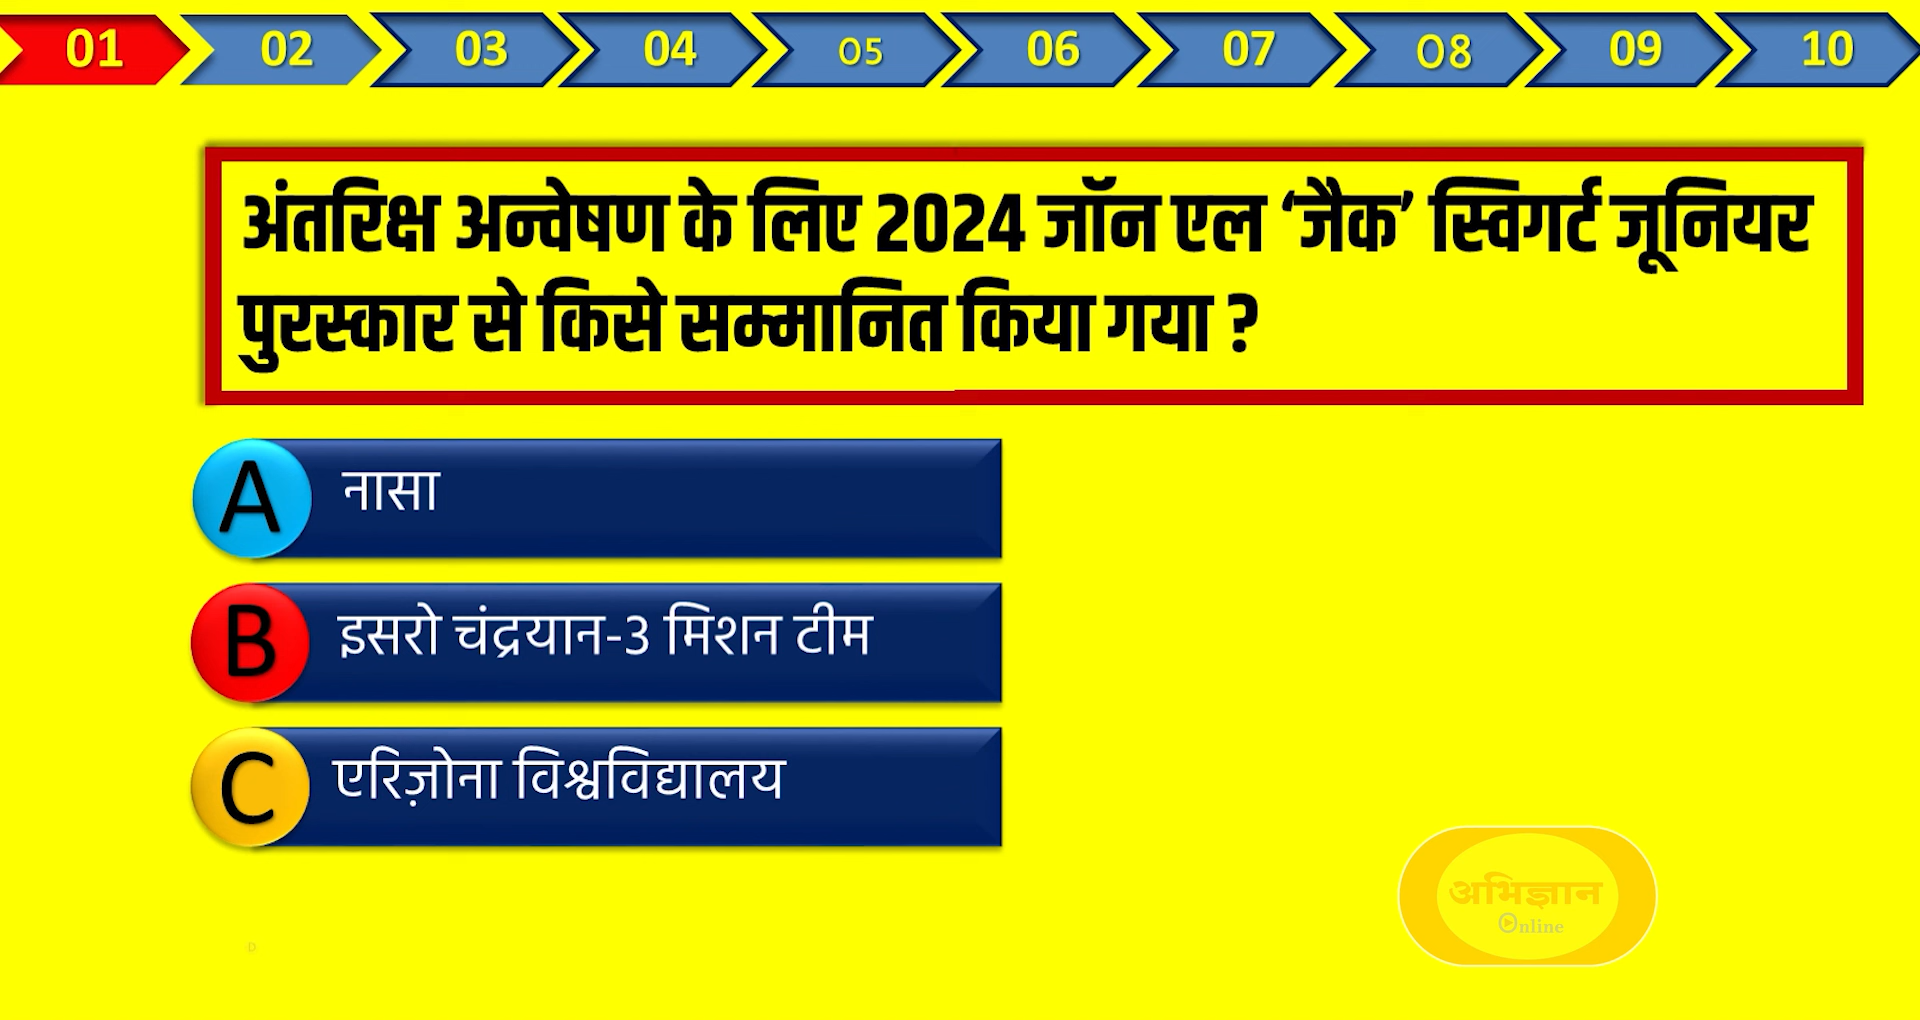 01 02 03 04 05 06 07 08 09 10
अंतरिक्ष अन्वेषण के लिए 2024 जॉन एल ‘जैक’ स्विगर्ट जूनियर
पुरस्कार से किसे सम्मानित किया गया ?
A नासा
B इसरो चंद्रयान-3 मिशन टीम
C एरिज़ोना विश्वविद्यालय
अभिज्ञान
Online
D